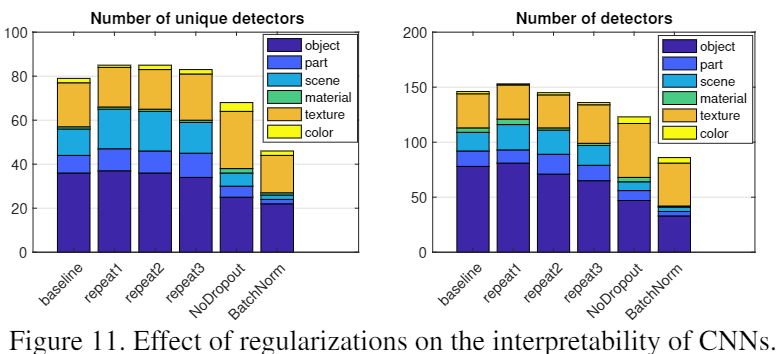 Number of unique detectors
100
80
60
40
20
0
object
part
scene
material
texture
color
baseline
repeat1
repeat2
repeat3
NoDropout
BatchNorm
Number of detectors
200
150
100
50
0
object
part
scene
material
texture
color
baseline
repeat1
repeat2
repeat3
NoDropout
BatchNorm
Figure 11. Effect of regularizations on the interpretability of CNNs.